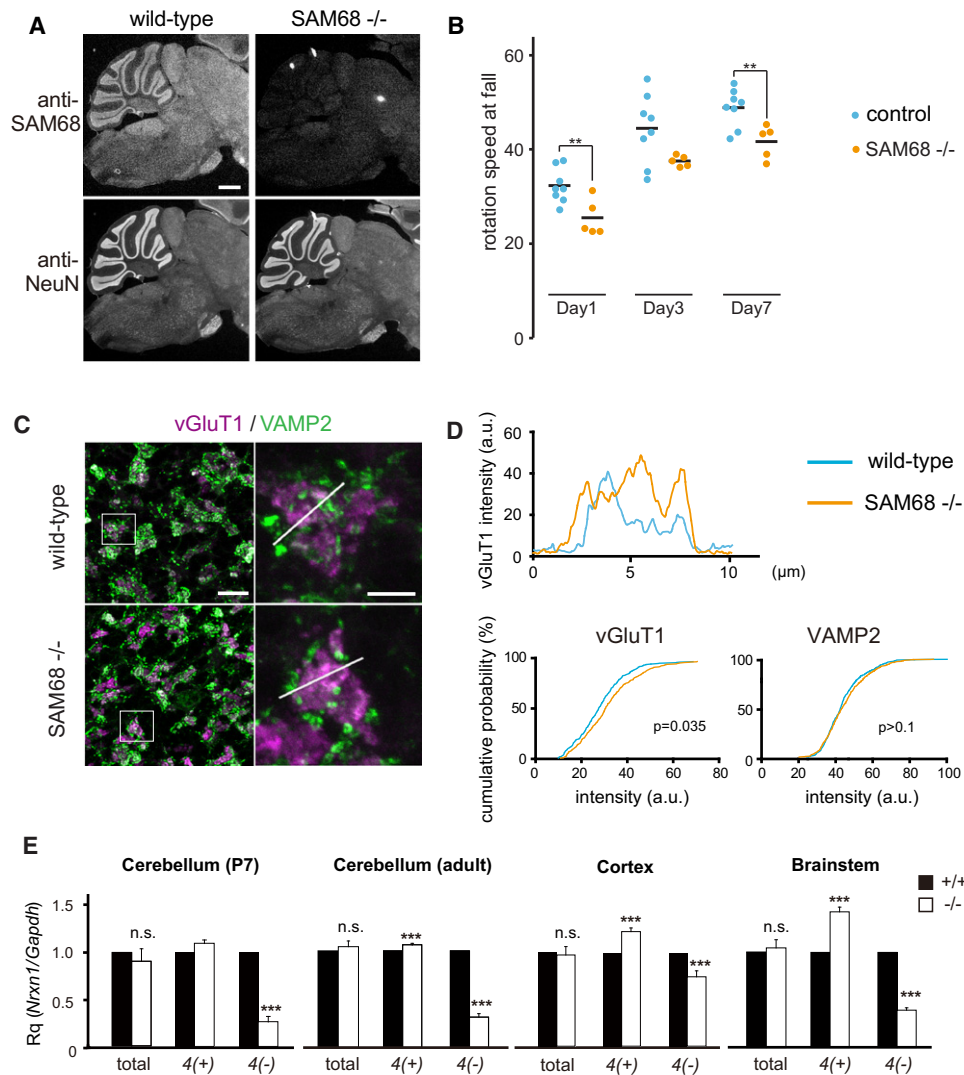 A
wild-type
SAM68 -/-
anti-
SAM68
anti-
NeuN
B
rotation speed at fall
60
40
20
0
**
**
Day1
Day3
Day7
control
SAM68 -/-
C
vGluT1 / VAMP2
wild-type
SAM68 -/-
D
vGluT1 intensity (a.u.)
60
40
20
0
0
5
10
(µm)
wild-type
SAM68 -/-
cumulative probability (%)
vGluT1
100
50
0
p=0.035
0
20
40
60
80
intensity (a.u.)
VAMP2
100
50
0
p>0.1
0
20
40
60
80
100
intensity (a.u.)
E
Cerebellum (P7)
Cerebellum (adult)
Cortex
Brainstem
+/+
-/-
Rq (Nrxn1/Gapdh)
1.5
1.0
0.5
0
n.s.
***
n.s.
***
***
n.s.
***
***
n.s.
***
***
total
4(+)
4(-)
total
4(+)
4(-)
total
4(+)
4(-)
total
4(+)
4(-)